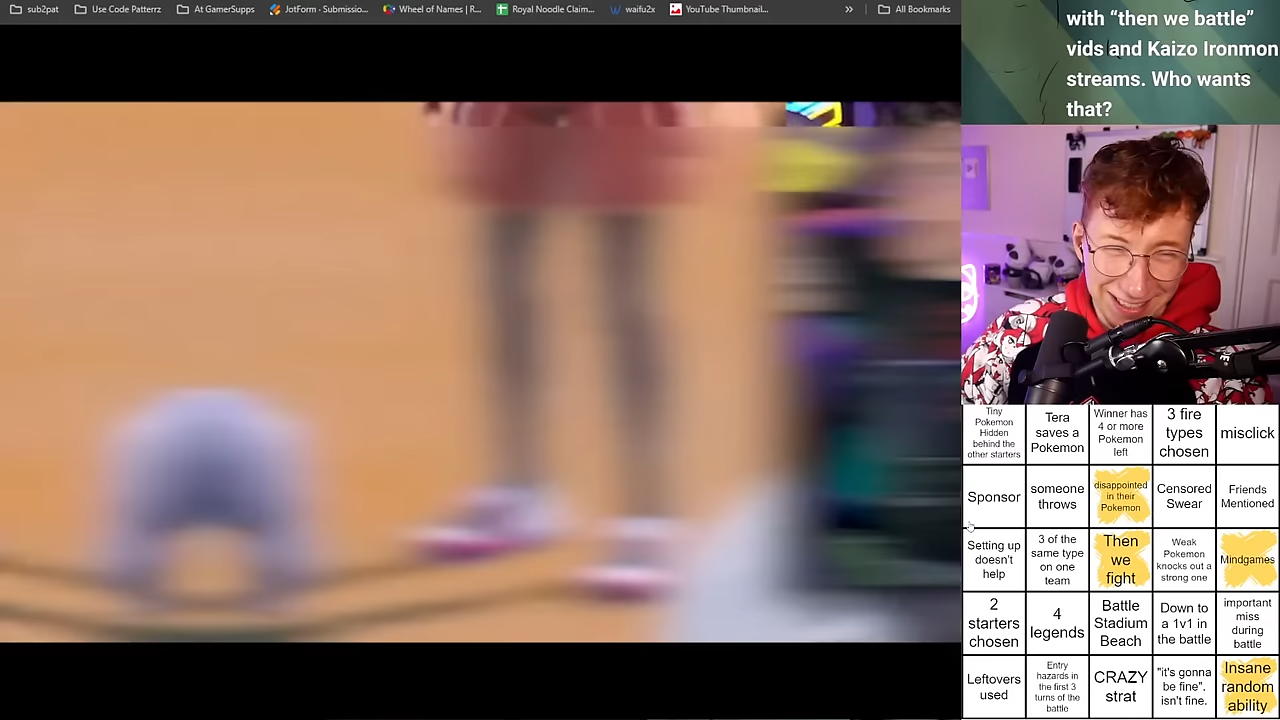 sub2pat
Use Code Patterrz
At GamerSupps
JotForm - Submissio...
Wheel of Names | R...
Royal Noodle Claim...
waifu2x
YouTube Thumbnail...
»
All Bookmarks
with “then we battle”
vids and Kaizo Ironmon
streams. Who wants
that?
Tiny
Pokemon
Hidden
behind the
other starters
Tera
saves a
Pokemon
Winner has
4 or more
Pokemon
left
3 fire
types
chosen
misclick
Sponsor
someone
throws
disappointed
in their
Pokemon
Censored
Swear
Friends
Mentioned
Setting up
doesn't
help
3 of the
same type
on one
team
Then
we
fight
Weak
Pokemon
knocks out a
strong one
Mindgames
2
starters
chosen
4
legends
Battle
Stadium
Beach
Down to
a 1v1 in
the battle
important
miss
during
battle
Leftovers
used
Entry
hazards in
the first 3
turns of the
battle
CRAZY
strat
"it's gonna
be fine".
isn't fine.
Insane
random
ability